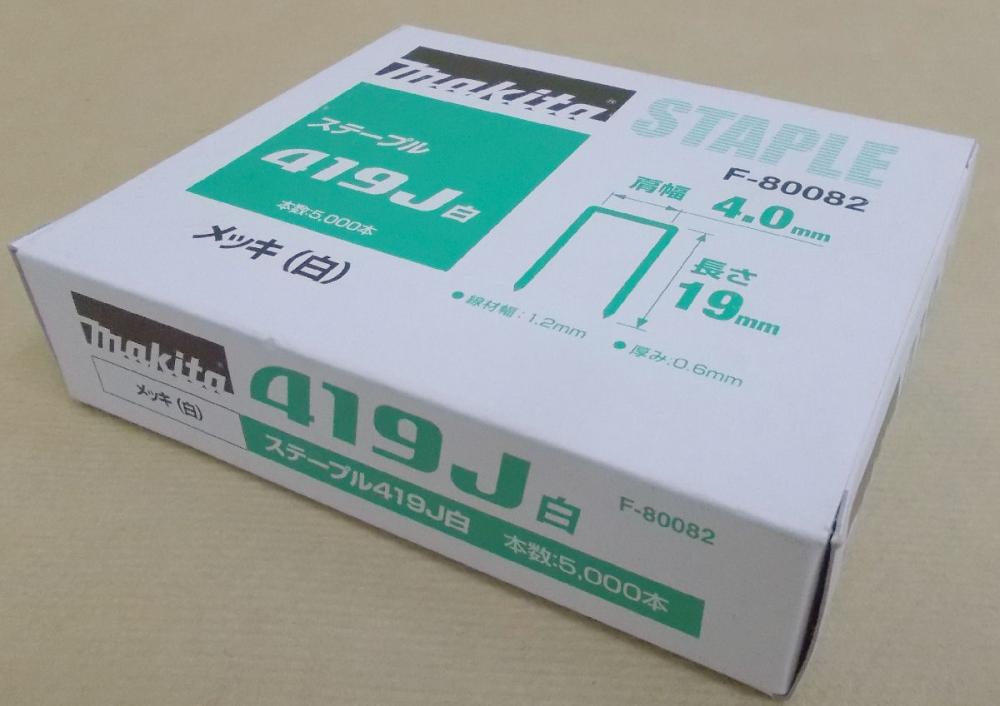 makita
ステープル
419J白
本数:5,000本
メッキ(白)
STAPLE
F-80082
肩幅 4.0mm
長さ
19mm
●線材幅:1.2mm
●厚み:0.6mm
makita
メッキ(白)
419J白
F-80082
ステープル419J白 本数:5,000本